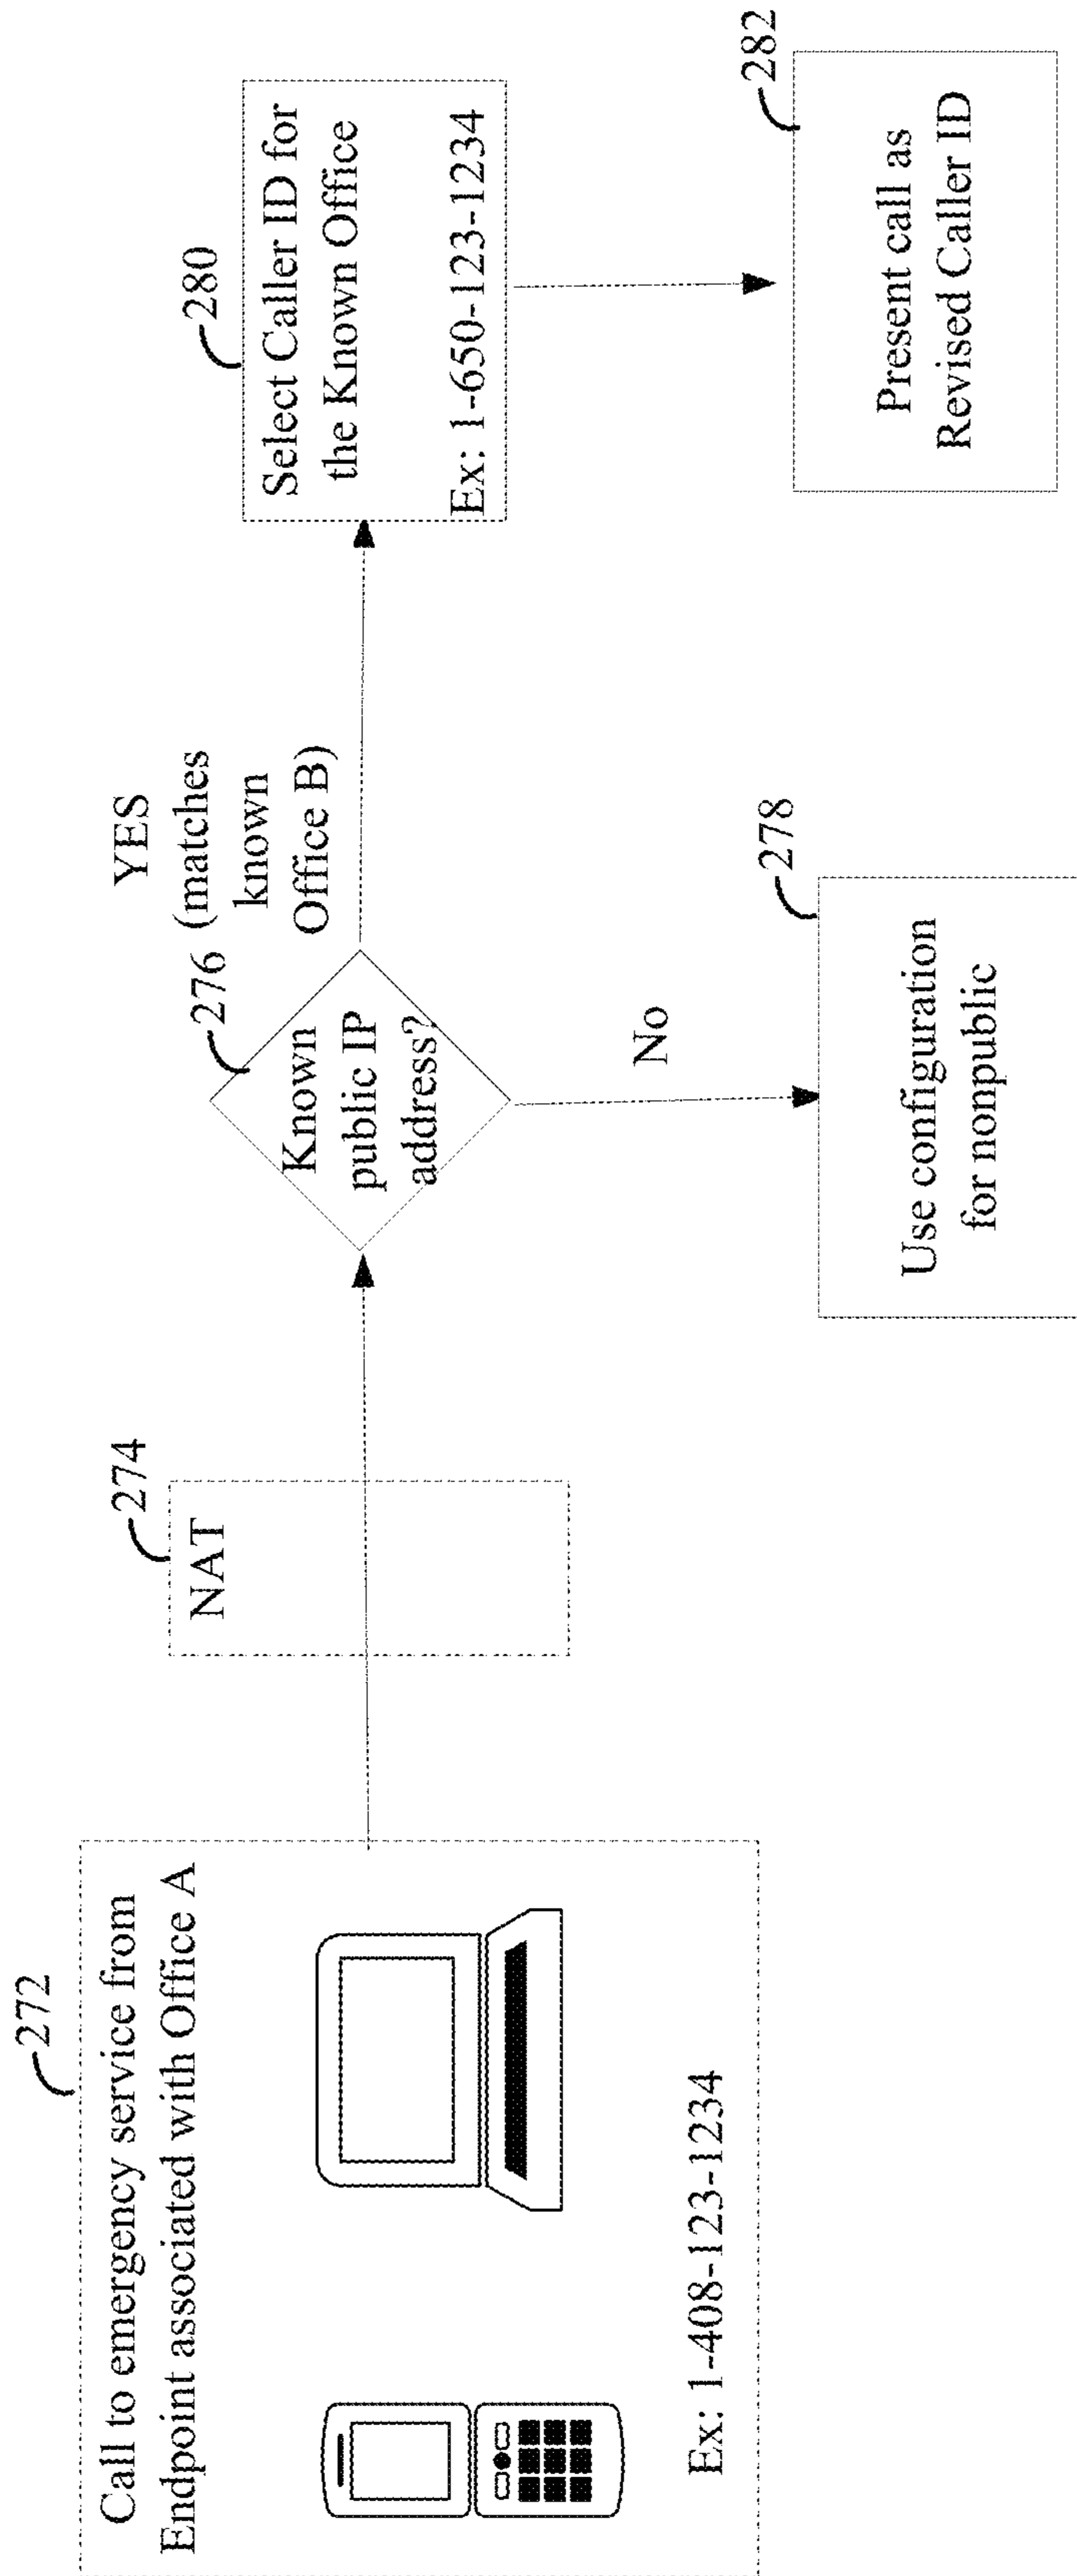 272
Call to emergency service from
Endpoint associated with Office A
Ex: 1-408-123-1234
274
NAT
276
Known
public IP
address?
YES
(matches
known
Office B)
No
278
Use configuration
for nonpublic
280
Select Caller ID for
the Known Office
Ex: 1-650-123-1234
282
Present call as
Revised Caller ID